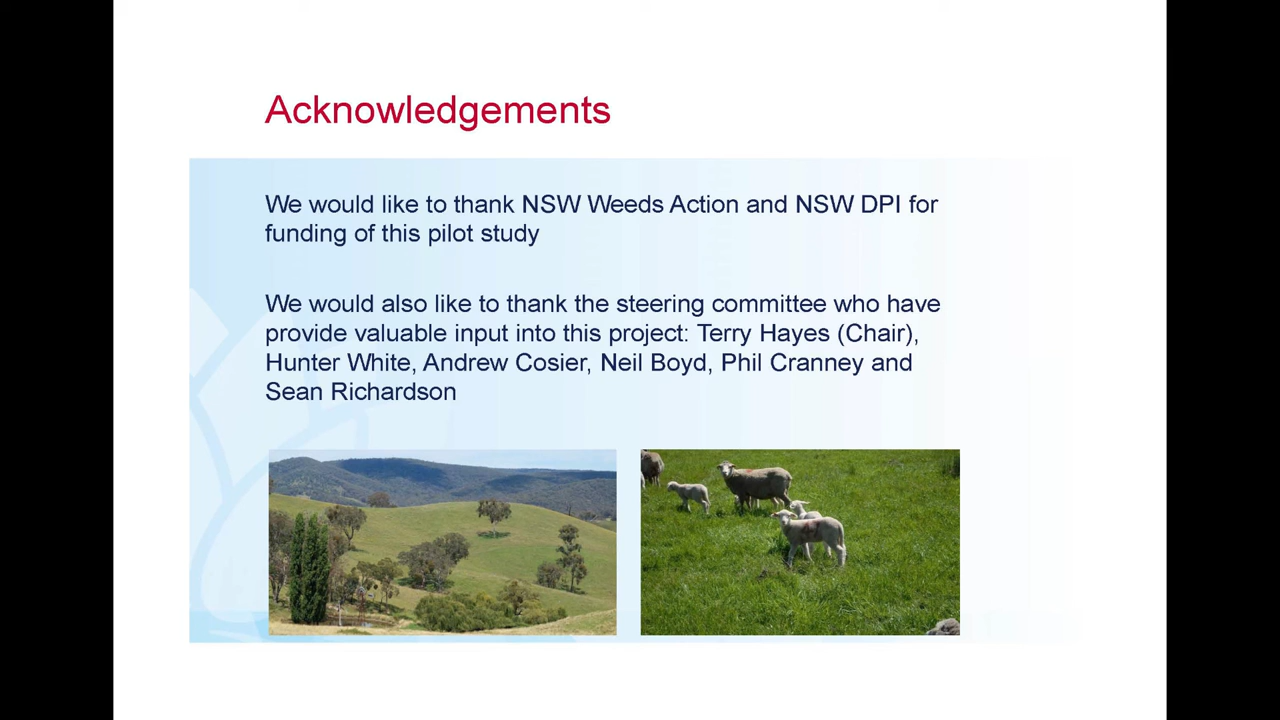 Acknowledgements
We would like to thank NSW Weeds Action and NSW DPI for
funding of this pilot study
We would also like to thank the steering committee who have
provide valuable input into this project: Terry Hayes (Chair),
Hunter White, Andrew Cosier, Neil Boyd, Phil Cranney and
Sean Richardson